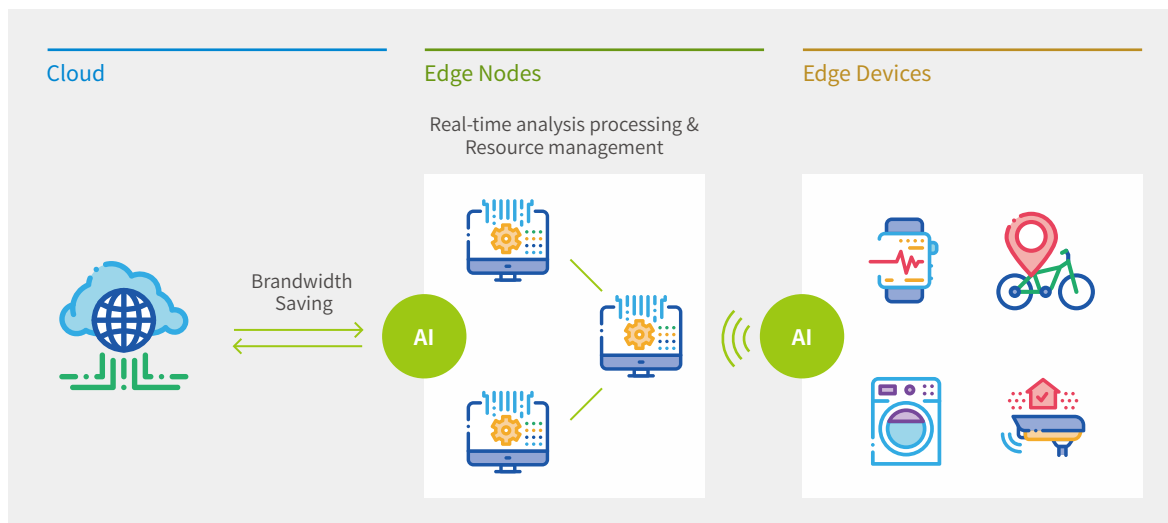 Cloud
Edge Nodes
Edge Devices
Real-time analysis processing &
Resource management
Brandwidth
Saving
AI
AI